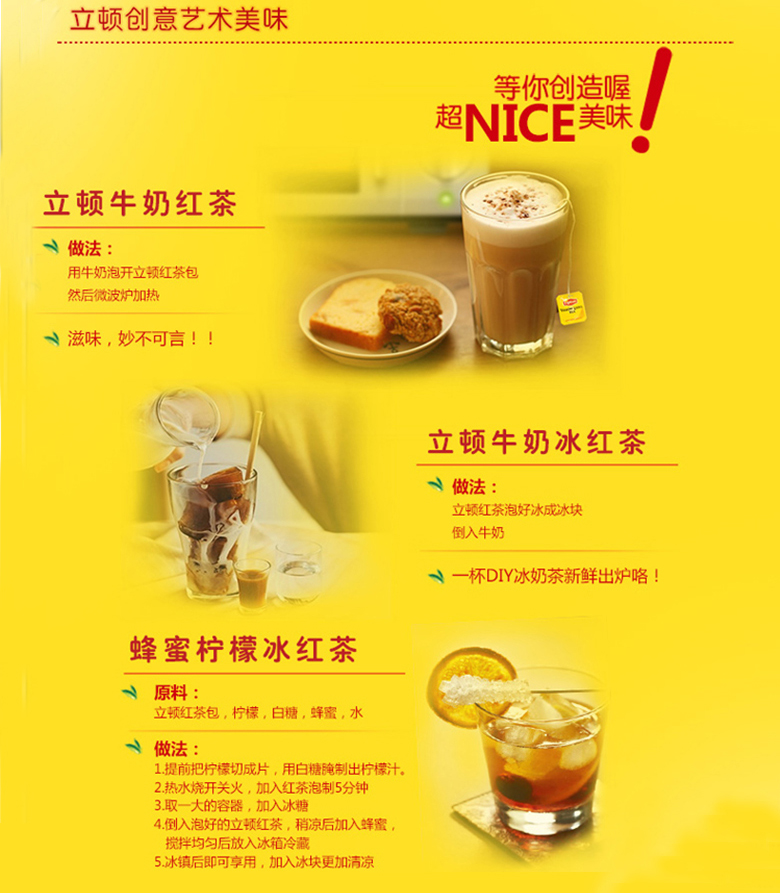 立顿创意艺术美味
等你创造喔
超NICE美味！
立顿牛奶红茶
做法：
用牛奶泡开立顿红茶包
然后微波炉加热
滋味，妙不可言！！
立顿牛奶冰红茶
做法：
立顿红茶泡好冰成冰块
倒入牛奶
一杯DIY冰奶茶新鲜出炉咯！
蜂蜜柠檬冰红茶
原料：
立顿红茶包，柠檬，白糖，蜂蜜，水
做法：
1.提前把柠檬切成片，用白糖腌制出柠檬汁。
2.热水烧开关火，加入红茶泡制5分钟
3.取一大的容器，加入冰糖
4.倒入泡好的立顿红茶，稍凉后加入蜂蜜，
搅拌均匀后放入冰箱冷藏
5.冰镇后即可享用，加入冰块更加清凉